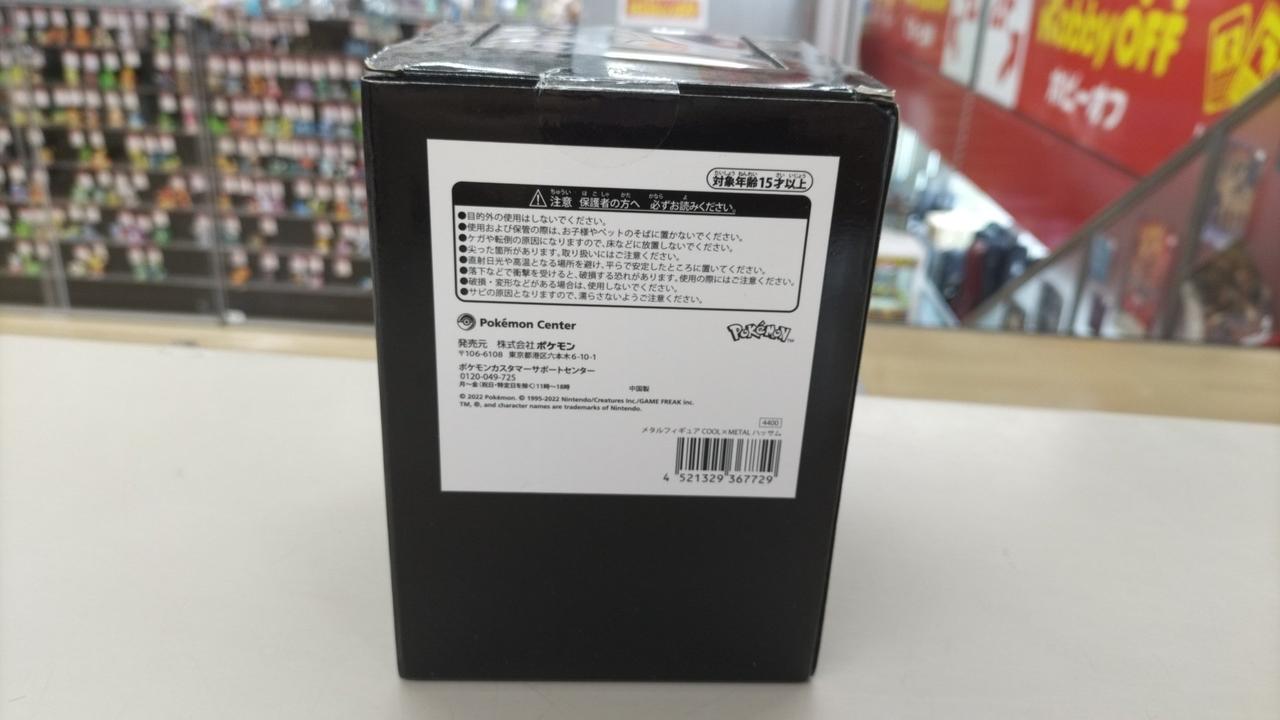 HobbyOFF
ホビーオフ
対象年齢15才以上
注意 保護者の方へ 必ずお読みください。
●目的外の使用はしないでください。
●使用および保管の際は、お子様やペットのそばに置かないでください。
●ケガや転倒の原因になりますので、床などに放置しないでください。
●尖った箇所があります。取り扱いにはご注意ください。
●直射日光や高温となる場所を避け、平らで安定したところに置いてください。
●落下などで衝撃を受けると、破損する恐れがあります。使用の際にはご注意ください。
●破損・変形などがある場合は、使用しないでください。
●サビの原因となりますので、濡らさないようご注意ください。
Pokémon Center
POKéMON TM
発売元 株式会社ポケモン
〒106-6108 東京都港区六本木6-10-1
ポケモンカスタマーサポートセンター
0120-049-725
月～金（祝日・特定日を除く）11時～18時
中国製
© 2022 Pokémon. © 1995-2022 Nintendo/Creatures Inc./GAME FREAK inc.
TM, ®, and character names are trademarks of Nintendo.
4400
メタルフィギュア COOL×METAL ハッサム
4 521329 367729